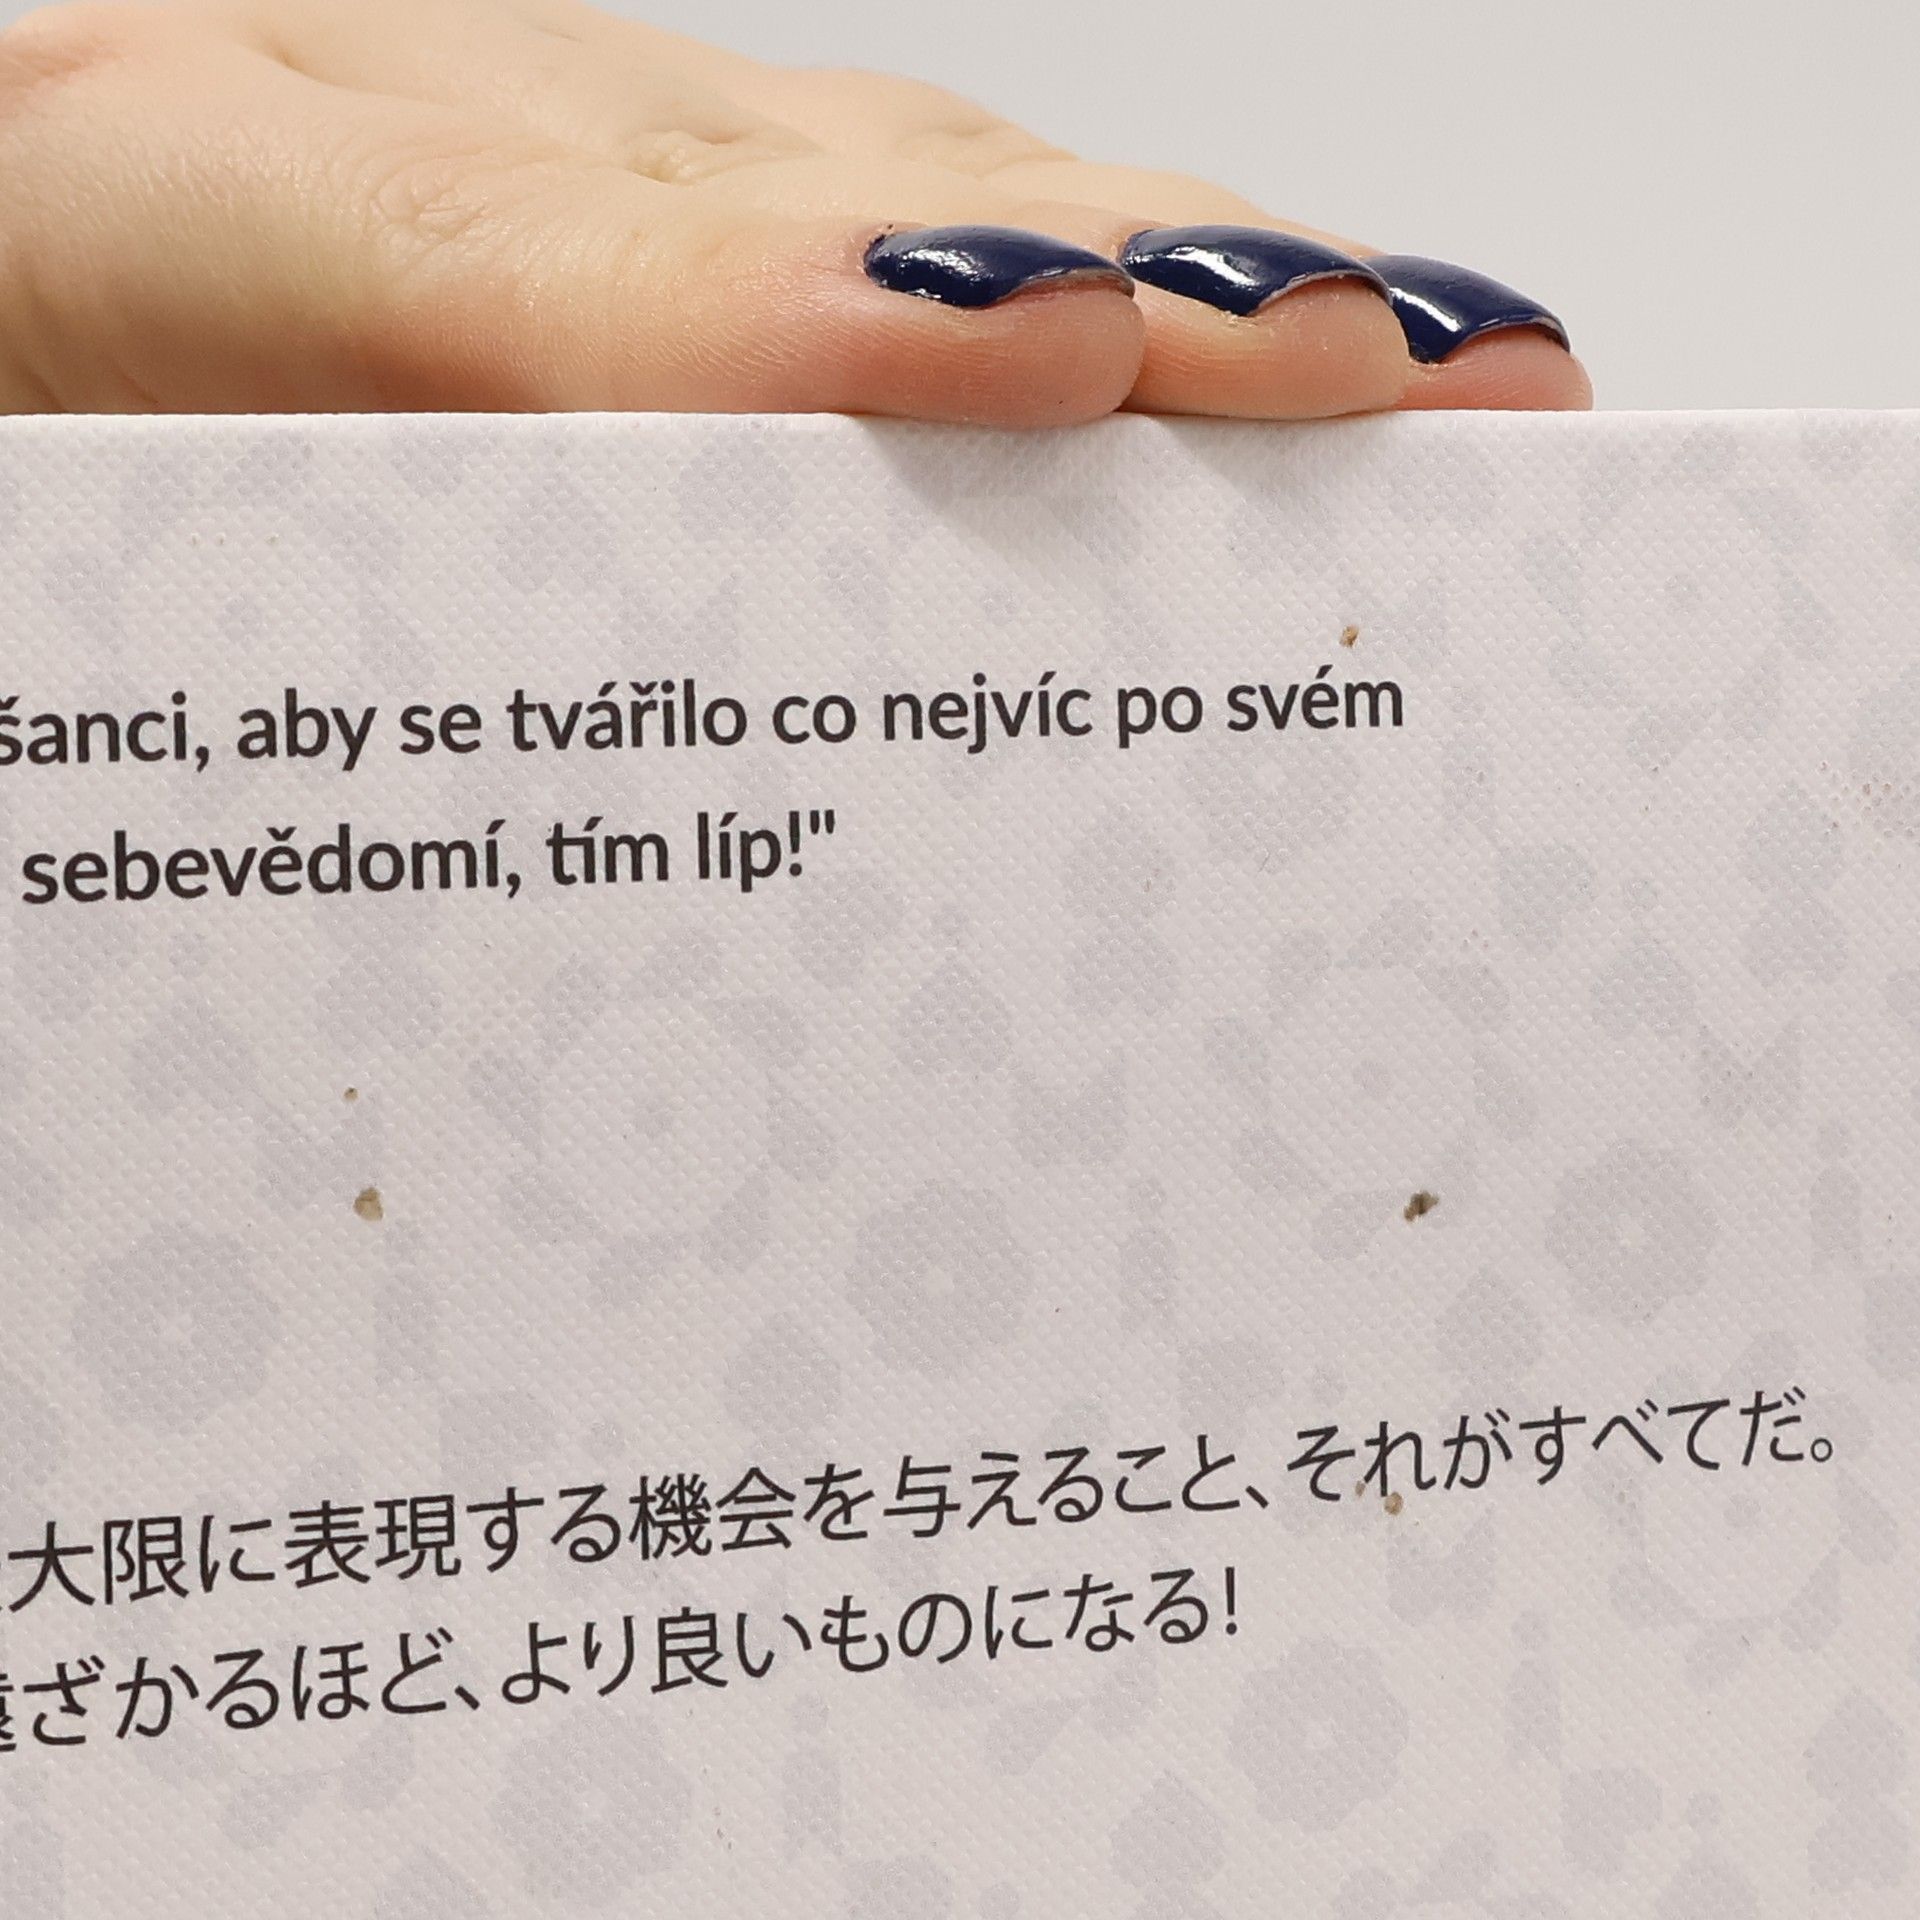 šanci, aby se tvářilo co nejvíc po svém
sebevědomí, tím líp!"
大限に表現する機会を与えること、それがすべてだ。
ざかるほど、より良いものになる!